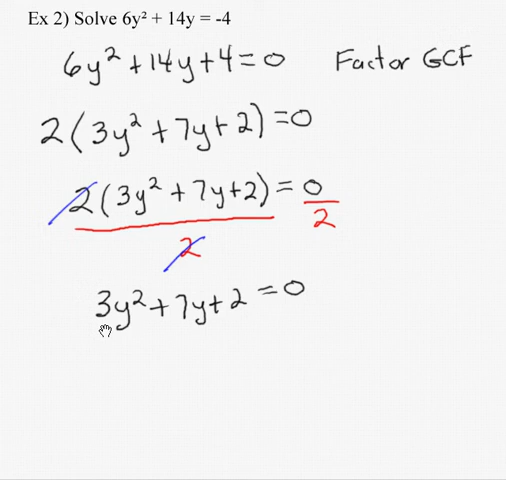 Ex 2) Solve 6y² + 14y = -4
6y² + 14y + 4 = 0 Factor GCF
2(3y² + 7y + 2) = 0
2(3y² + 7y + 2) = 0
2 2
3y² + 7y + 2 = 0